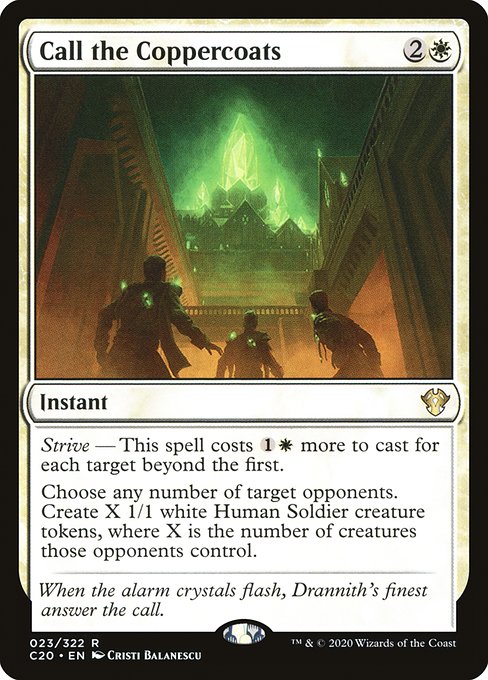 Call the Coppercoats 2
Instant
Strive — This spell costs 1 more to cast for
each target beyond the first.
Choose any number of target opponents.
Create X 1/1 white Human Soldier creature
tokens, where X is the number of creatures
those opponents control.
When the alarm crystals flash, Drannith's finest
answer the call.
023/322 R
C20 • EN Cristi Balanescu
™ & © 2020 Wizards of the Coast